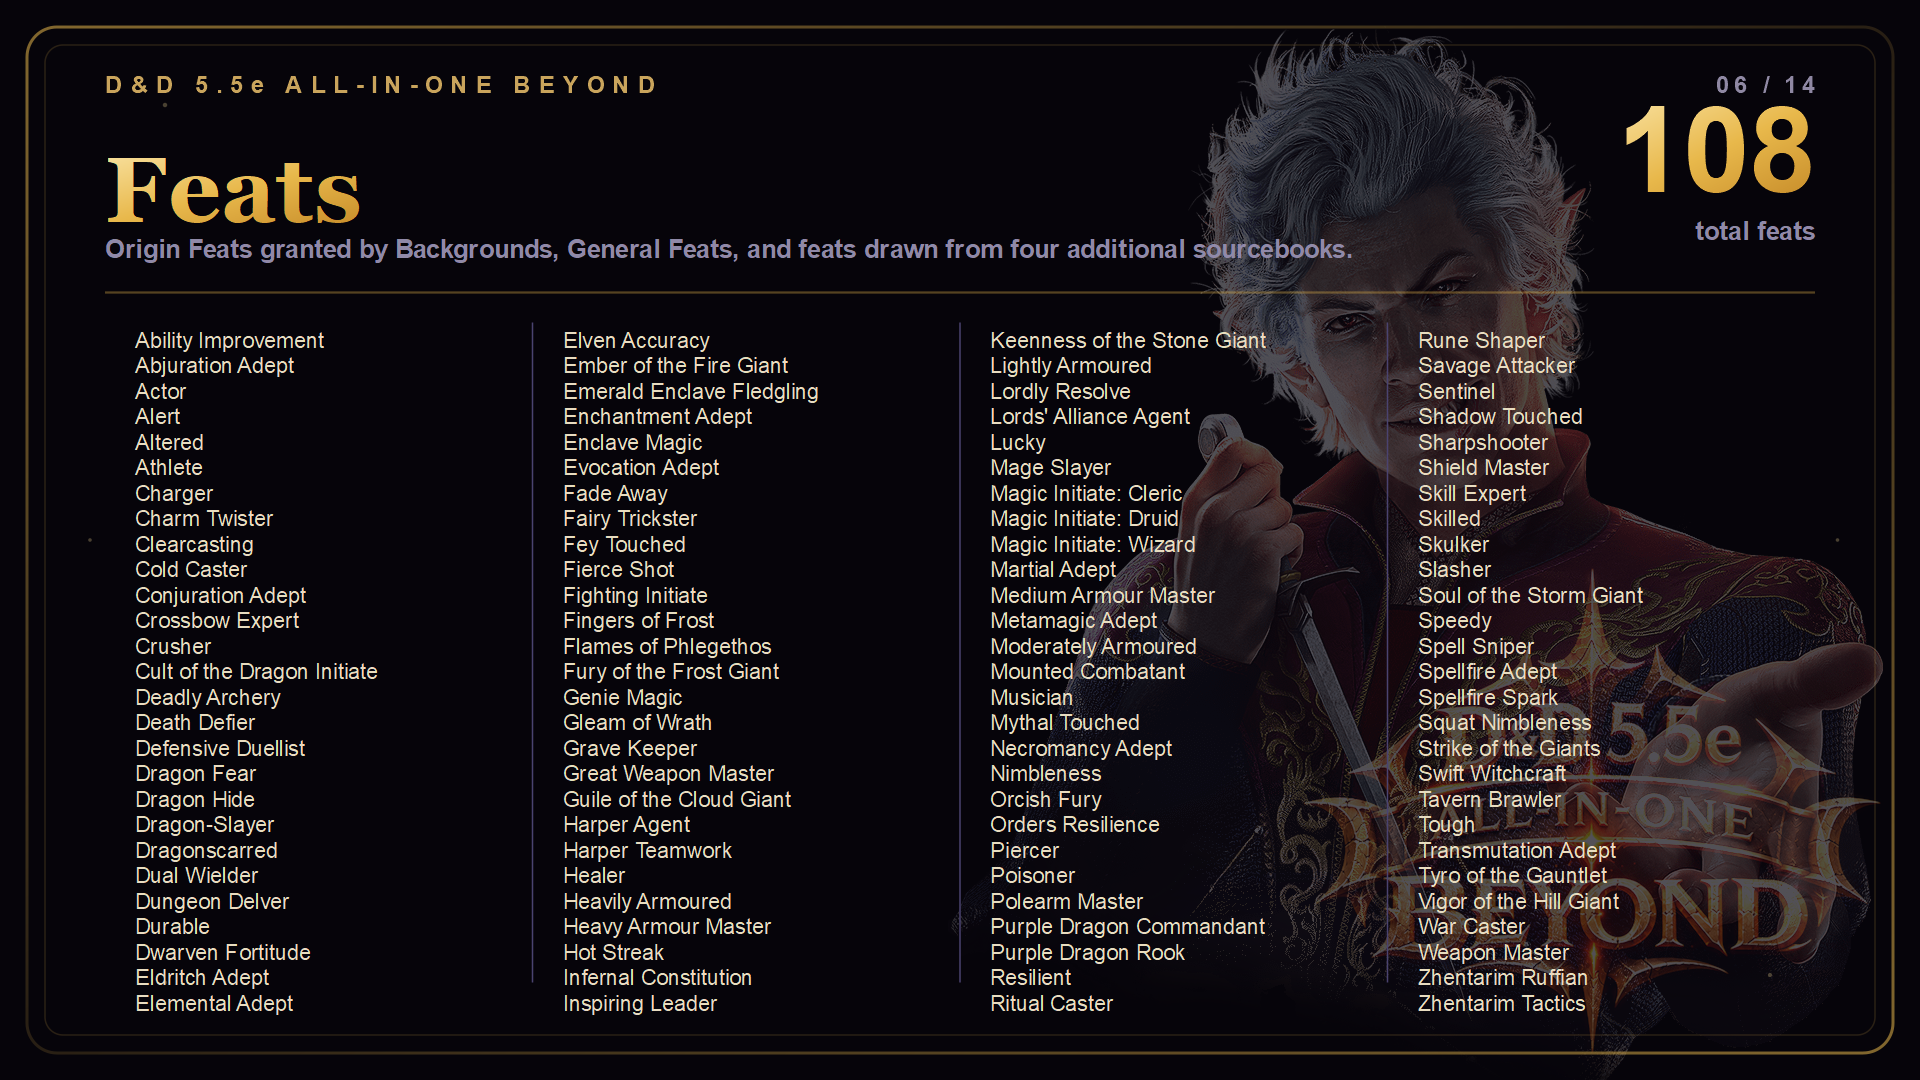 D&D 5.5e ALL-IN-ONE BEYOND
06 / 14
108
total feats
Feats
Origin Feats granted by Backgrounds, General Feats, and feats drawn from four additional sourcebooks.
Ability Improvement
Abjuration Adept
Actor
Alert
Altered
Athlete
Charger
Charm Twister
Clearcasting
Cold Caster
Conjuration Adept
Crossbow Expert
Crusher
Cult of the Dragon Initiate
Deadly Archery
Death Defier
Defensive Duellist
Dragon Fear
Dragon Hide
Dragon-Slayer
Dragonscarred
Dual Wielder
Dungeon Delver
Durable
Dwarven Fortitude
Eldritch Adept
Elemental Adept
Elven Accuracy
Ember of the Fire Giant
Emerald Enclave Fledgling
Enchantment Adept
Enclave Magic
Evocation Adept
Fade Away
Fairy Trickster
Fey Touched
Fierce Shot
Fighting Initiate
Fingers of Frost
Flames of Phlegethos
Fury of the Frost Giant
Genie Magic
Gleam of Wrath
Grave Keeper
Great Weapon Master
Guile of the Cloud Giant
Harper Agent
Harper Teamwork
Healer
Heavily Armoured
Heavy Armour Master
Hot Streak
Infernal Constitution
Inspiring Leader
Keenness of the Stone Giant
Lightly Armoured
Lordly Resolve
Lords' Alliance Agent
Lucky
Mage Slayer
Magic Initiate: Cleric
Magic Initiate: Druid
Magic Initiate: Wizard
Martial Adept
Medium Armour Master
Metamagic Adept
Moderately Armoured
Mounted Combatant
Musician
Mythal Touched
Necromancy Adept
Nimbleness
Orcish Fury
Orders Resilience
Piercer
Poisoner
Polearm Master
Purple Dragon Commandant
Purple Dragon Rook
Resilient
Ritual Caster
Rune Shaper
Savage Attacker
Sentinel
Shadow Touched
Sharpshooter
Shield Master
Skill Expert
Skilled
Skulker
Slasher
Soul of the Storm Giant
Speedy
Spell Sniper
Spellfire Adept
Spellfire Spark
Squat Nimbleness
Strike of the Giants
Swift Witchcraft
Tavern Brawler
Tough
Transmutation Adept
Tyro of the Gauntlet
Vigor of the Hill Giant
War Caster
Weapon Master
Zhentarim Ruffian
Zhentarim Tactics
D&D 5.5e
ALL-IN-ONE
BEYOND